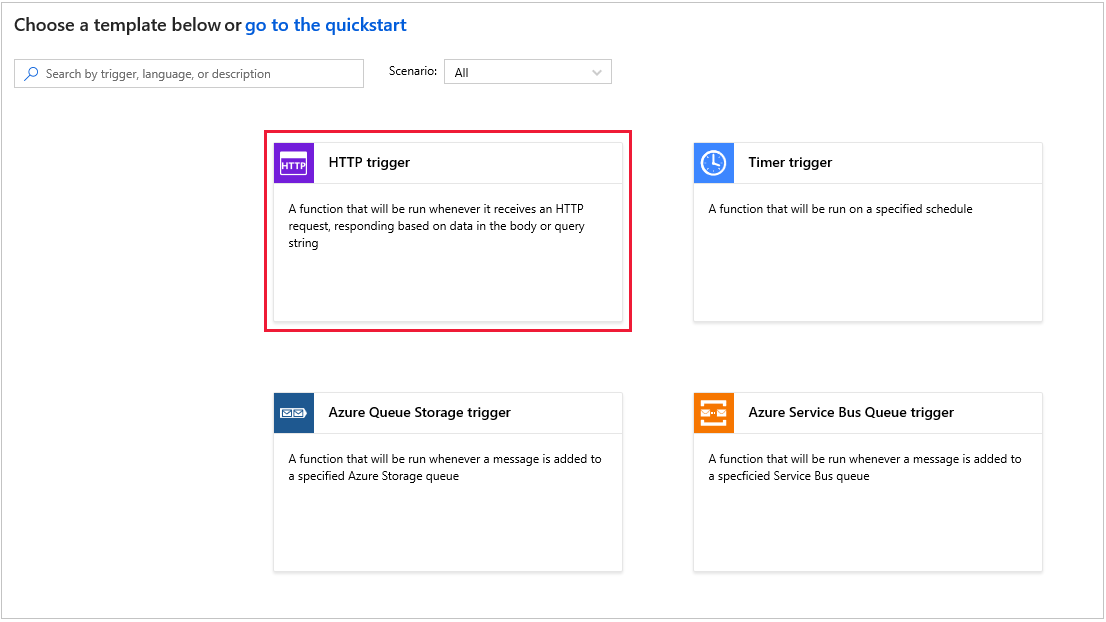 Choose a template below or go to the quickstart
Search by trigger, language, or description
Scenario: All
HTTP
HTTP trigger
A function that will be run whenever it receives an HTTP
request, responding based on data in the body or query
string
Timer trigger
A function that will be run on a specified schedule
Azure Queue Storage trigger
A function that will be run whenever a message is added to
a specified Azure Storage queue
Azure Service Bus Queue trigger
A function that will be run whenever a message is added to
a specficied Service Bus queue